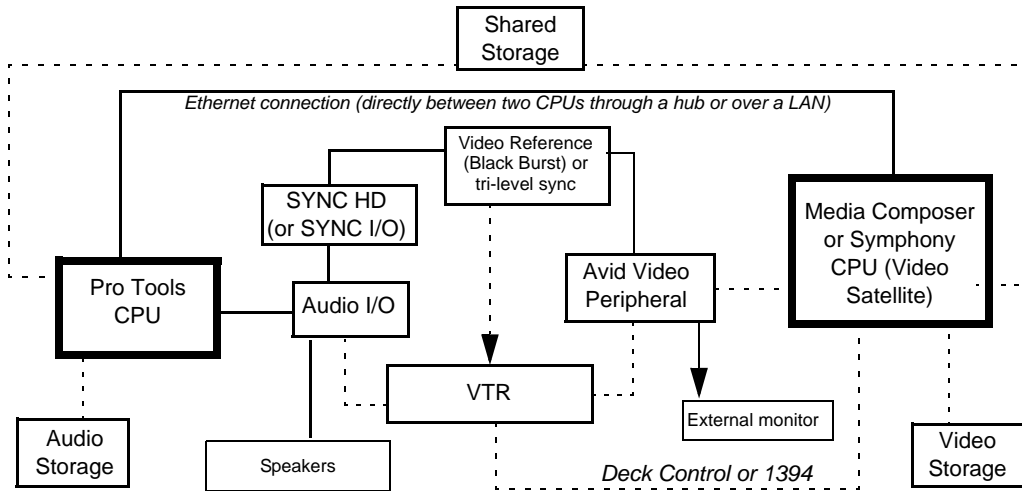 Shared
Storage
Ethernet connection (directly between two CPUs through a hub or over a LAN)
Video Reference
(Black Burst) or
tri-level sync
SYNC HD
(or SYNC I/O)
Media Composer
or Symphony
CPU (Video
Satellite)
Pro Tools
CPU
Audio I/O
Avid Video
Peripheral
VTR
External monitor
Audio
Storage
Speakers
Deck Control or 1394
Video
Storage